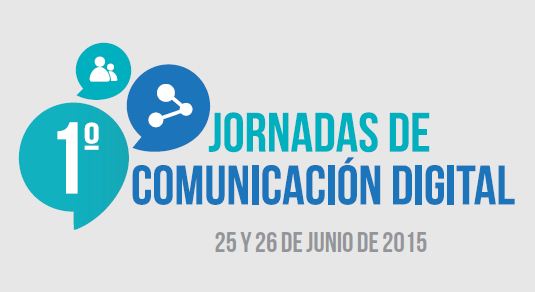 1º
JORNADAS DE
COMUNICACIÓN DIGITAL
25 Y 26 DE JUNIO DE 2015